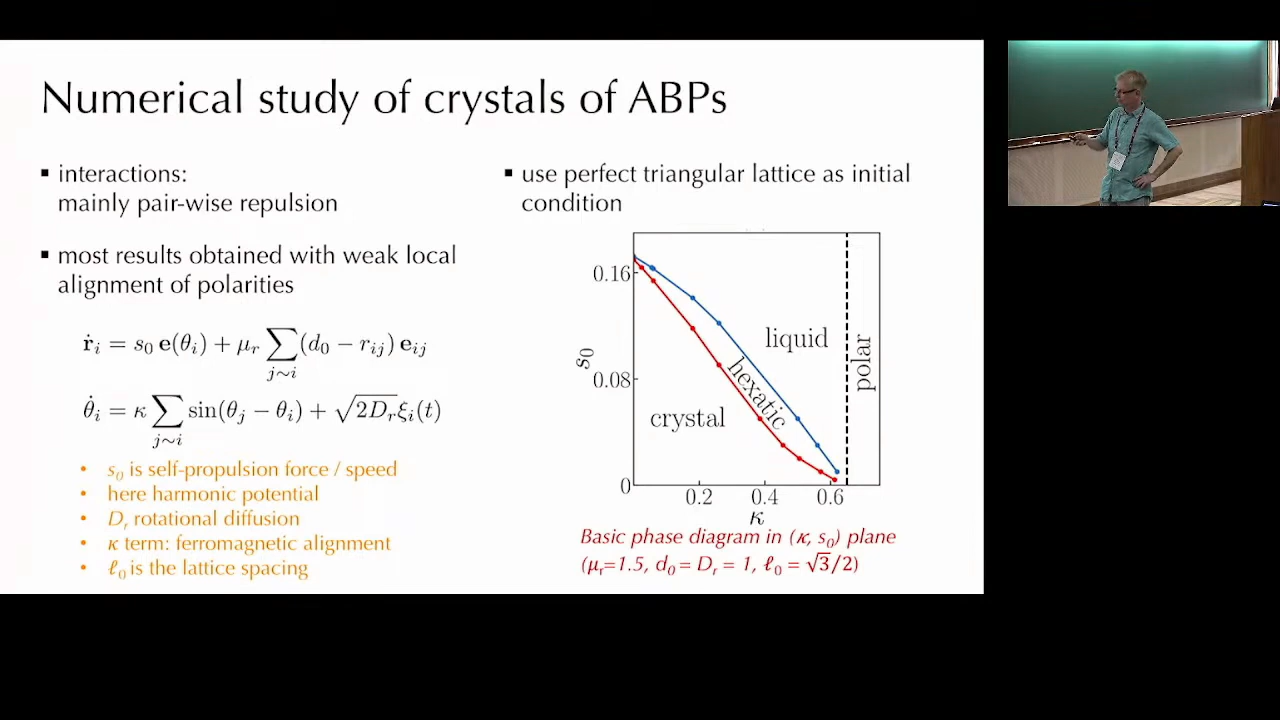 Numerical study of crystals of ABPs
▪ interactions:
mainly pair-wise repulsion
▪ most results obtained with weak local
alignment of polarities
ṙᵢ = s₀ e(θᵢ) + μᵣ ∑_{j∼i} (d₀ − rᵢⱼ) eᵢⱼ
θ̇ᵢ = κ ∑_{j∼i} sin(θⱼ − θᵢ) + √(2Dᵣ) ξᵢ(t)
• s₀ is self-propulsion force / speed
• here harmonic potential
• Dᵣ rotational diffusion
• κ term: ferromagnetic alignment
• ℓ₀ is the lattice spacing
▪ use perfect triangular lattice as initial
condition
0.16
0.08
0
s₀
liquid
hexatic
crystal
polar
0.2 0.4 0.6
κ
Basic phase diagram in (κ, s₀) plane
(μᵣ=1.5, d₀ = Dᵣ = 1, ℓ₀ = √3/2)